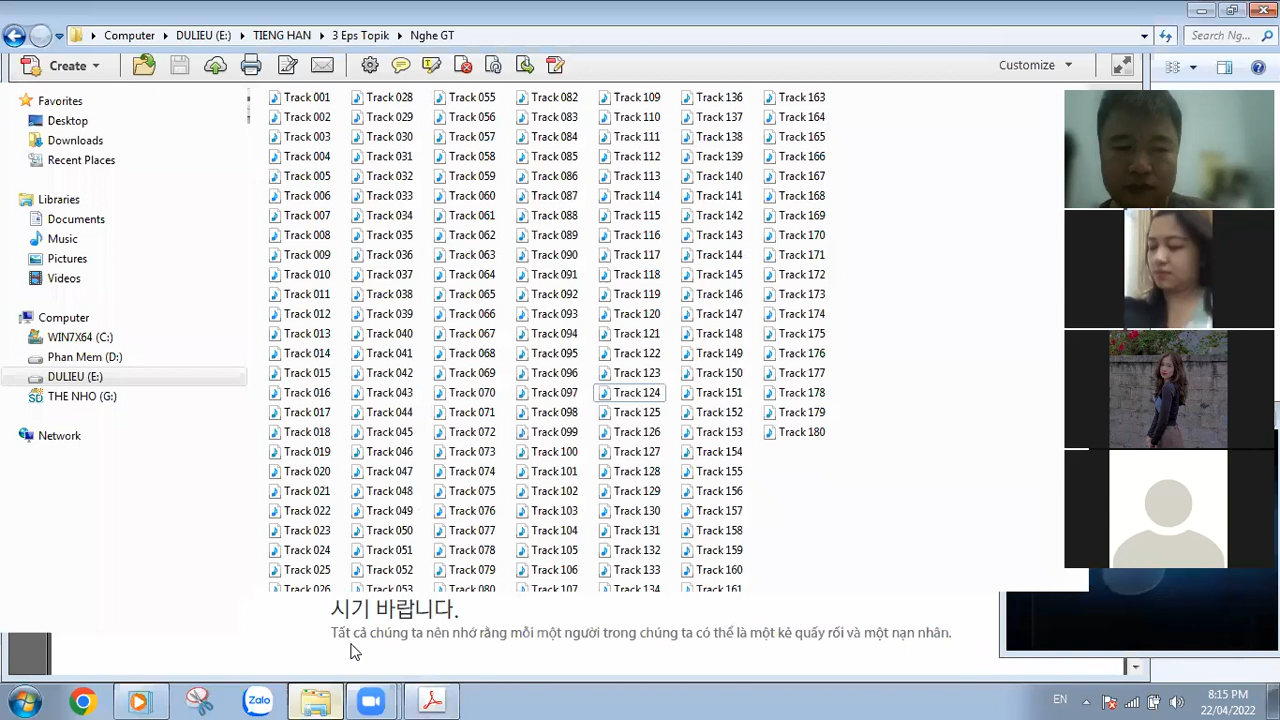 Computer ▸ DULIEU (E:) ▸ TIENG HAN ▸ 3 Eps Topik ▸ Nghe GT
Search Ng...
Create
Customize
Favorites
Desktop
Downloads
Recent Places
Libraries
Documents
Music
Pictures
Videos
Computer
WIN7X64 (C:)
Phan Mem (D:)
DULIEU (E:)
THE NHO (G:)
Network
Track 001 Track 028 Track 055 Track 082 Track 109 Track 136 Track 163
Track 002 Track 029 Track 056 Track 083 Track 110 Track 137 Track 164
Track 003 Track 030 Track 057 Track 084 Track 111 Track 138 Track 165
Track 004 Track 031 Track 058 Track 085 Track 112 Track 139 Track 166
Track 005 Track 032 Track 059 Track 086 Track 113 Track 140 Track 167
Track 006 Track 033 Track 060 Track 087 Track 114 Track 141 Track 168
Track 007 Track 034 Track 061 Track 088 Track 115 Track 142 Track 169
Track 008 Track 035 Track 062 Track 089 Track 116 Track 143 Track 170
Track 009 Track 036 Track 063 Track 090 Track 117 Track 144 Track 171
Track 010 Track 037 Track 064 Track 091 Track 118 Track 145 Track 172
Track 011 Track 038 Track 065 Track 092 Track 119 Track 146 Track 173
Track 012 Track 039 Track 066 Track 093 Track 120 Track 147 Track 174
Track 013 Track 040 Track 067 Track 094 Track 121 Track 148 Track 175
Track 014 Track 041 Track 068 Track 095 Track 122 Track 149 Track 176
Track 015 Track 042 Track 069 Track 096 Track 123 Track 150 Track 177
Track 016 Track 043 Track 070 Track 097 Track 124 Track 151 Track 178
Track 017 Track 044 Track 071 Track 098 Track 125 Track 152 Track 179
Track 018 Track 045 Track 072 Track 099 Track 126 Track 153 Track 180
Track 019 Track 046 Track 073 Track 100 Track 127 Track 154
Track 020 Track 047 Track 074 Track 101 Track 128 Track 155
Track 021 Track 048 Track 075 Track 102 Track 129 Track 156
Track 022 Track 049 Track 076 Track 103 Track 130 Track 157
Track 023 Track 050 Track 077 Track 104 Track 131 Track 158
Track 024 Track 051 Track 078 Track 105 Track 132 Track 159
Track 025 Track 052 Track 079 Track 106 Track 133 Track 160
Track 026 Track 053 Track 080 Track 107 Track 134 Track 161
시기 바랍니다.
Tất cả chúng ta nên nhớ rằng mỗi một người trong chúng ta có thể là một kẻ quấy rối và một nạn nhân.
Zalo
EN
8:15 PM
22/04/2022